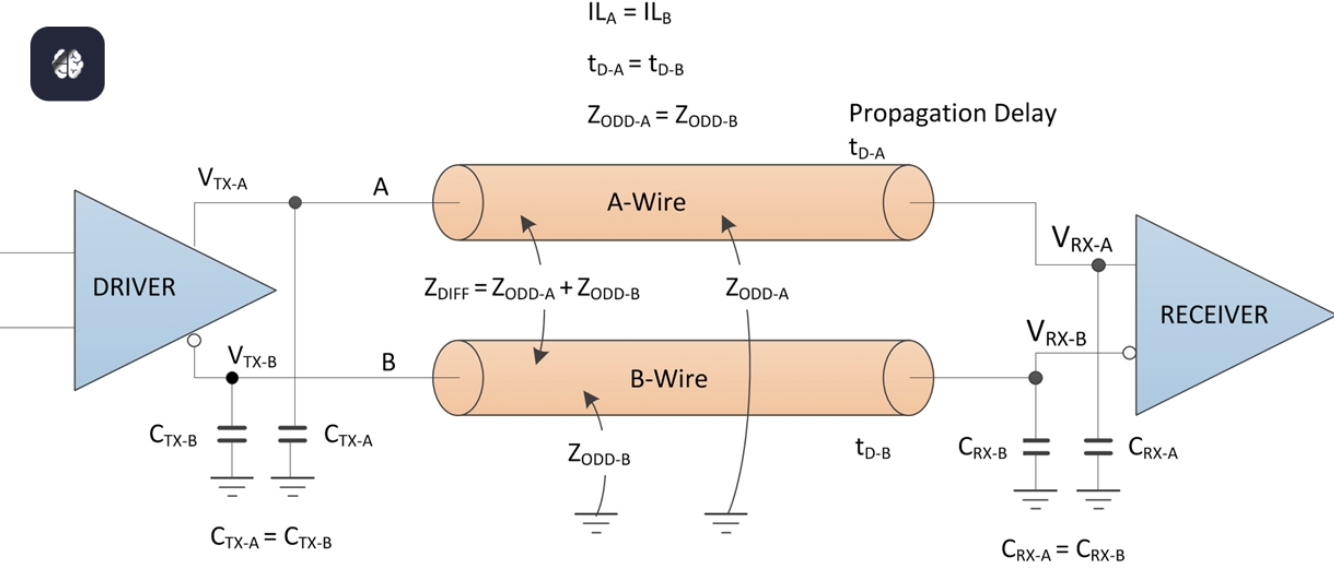 IL_A = IL_B
t_D-A = t_D-B
Z_ODD-A = Z_ODD-B
Propagation Delay
t_D-A
V_TX-A
A
A-Wire
V_RX-A
DRIVER
Z_DIFF = Z_ODD-A + Z_ODD-B
Z_ODD-A
RECEIVER
V_RX-B
V_TX-B
B
B-Wire
C_TX-B
C_TX-A
Z_ODD-B
t_D-B
C_RX-B
C_RX-A
C_TX-A = C_TX-B
C_RX-A = C_RX-B